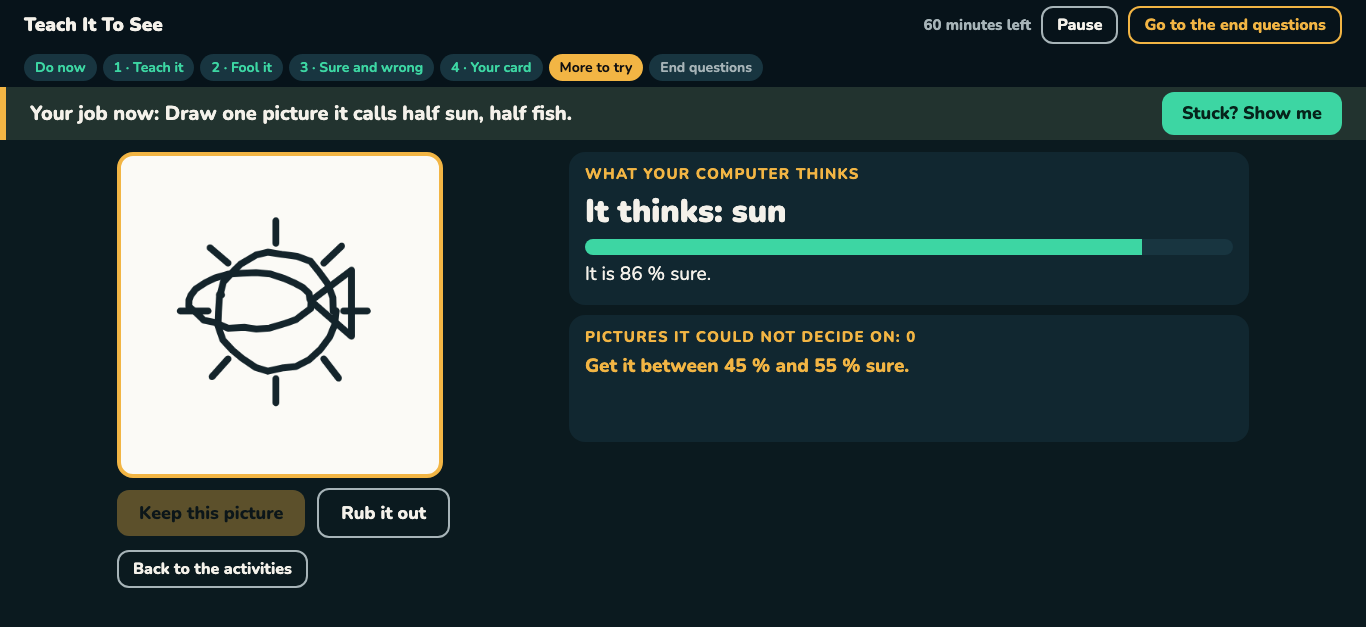 Teach It To See
60 minutes left
Pause
Go to the end questions
Do now
1 · Teach it
2 · Fool it
3 · Sure and wrong
4 · Your card
More to try
End questions
Your job now: Draw one picture it calls half sun, half fish.
Stuck? Show me
WHAT YOUR COMPUTER THINKS
It thinks: sun
It is 86 % sure.
PICTURES IT COULD NOT DECIDE ON: 0
Get it between 45 % and 55 % sure.
Keep this picture
Rub it out
Back to the activities